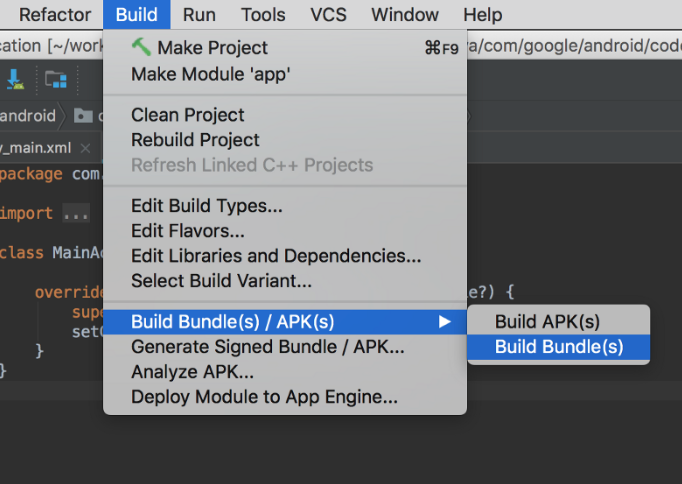 Refactor Build Run Tools VCS Window Help
cation [~/work ra/com/google/android/code
Make Project ⌘F9
Make Module 'app'
android
Clean Project
Rebuild Project
_main.xml ×
Refresh Linked C++ Projects
package com.
import ...
Edit Build Types...
Edit Flavors...
class MainAc
Edit Libraries and Dependencies...
Select Build Variant...
override e?) {
supe
Build Bundle(s) / APK(s)
Build APK(s)
setC
Generate Signed Bundle / APK...
Build Bundle(s)
}
Analyze APK...
}
Deploy Module to App Engine...